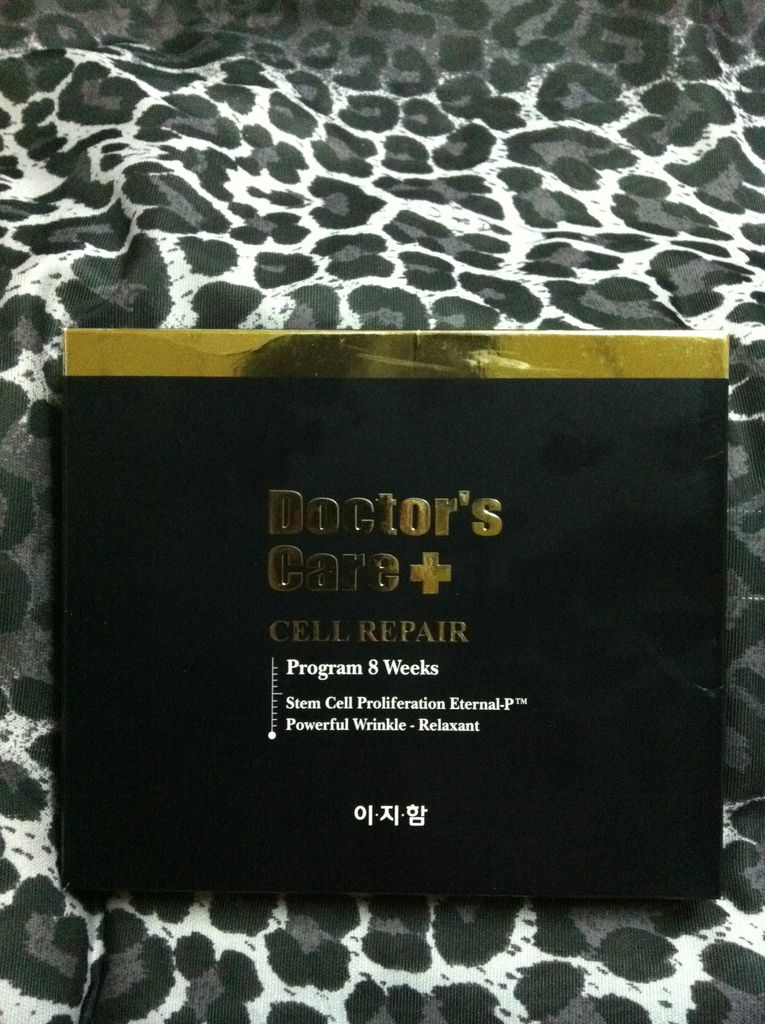 Doctor's
Care+
CELL REPAIR
Program 8 Weeks
Stem Cell Proliferation Eternal-P™
Powerful Wrinkle - Relaxant
이·지·함